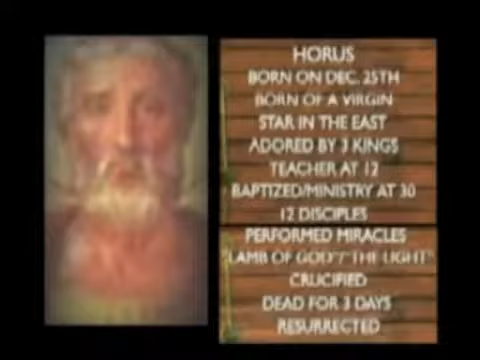 HORUS
BORN ON DEC. 25TH
BORN OF A VIRGIN
STAR IN THE EAST
ADORED BY 3 KINGS
TEACHER AT 12
BAPTIZED/MINISTRY AT 30
12 DISCIPLES
PERFORMED MIRACLES
"LAMB OF GOD"/"THE LIGHT"
CRUCIFIED
DEAD FOR 3 DAYS
RESURRECTED